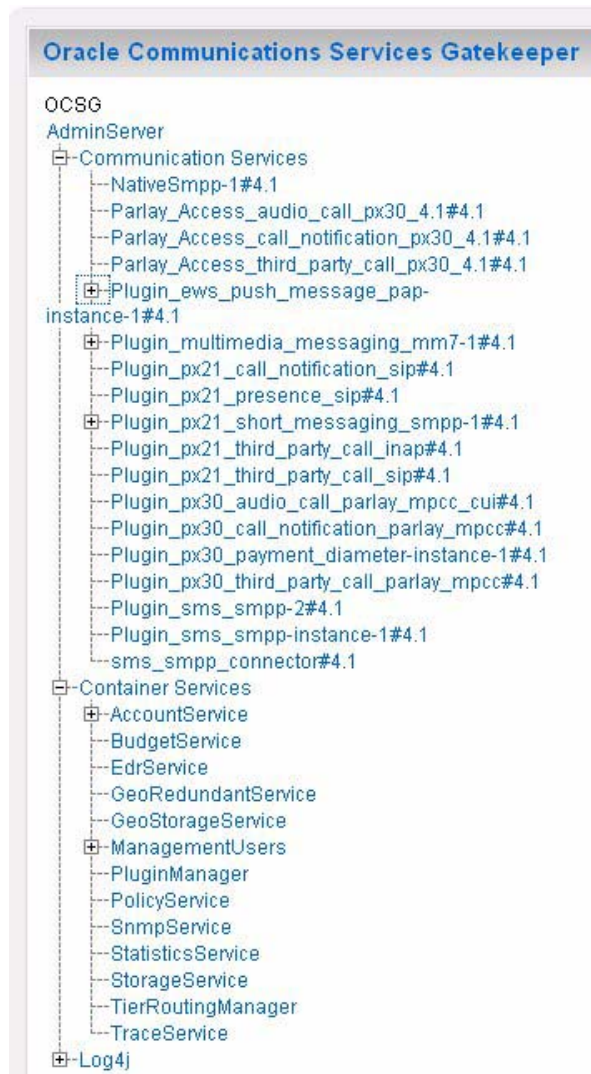 Oracle Communications Services Gatekeeper
OCSG
AdminServer
Communication Services
NativeSmpp-1#4.1
Parlay_Access_audio_call_px30_4.1#4.1
Parlay_Access_call_notification_px30_4.1#4.1
Parlay_Access_third_party_call_px30_4.1#4.1
Plugin_ews_push_message_pap-
instance-1#4.1
Plugin_multimedia_messaging_mm7-1#4.1
Plugin_px21_call_notification_sip#4.1
Plugin_px21_presence_sip#4.1
Plugin_px21_short_messaging_smpp-1#4.1
Plugin_px21_third_party_call_inap#4.1
Plugin_px21_third_party_call_sip#4.1
Plugin_px30_audio_call_parlay_mpcc_cui#4.1
Plugin_px30_call_notification_parlay_mpcc#4.1
Plugin_px30_payment_diameter-instance-1#4.1
Plugin_px30_third_party_call_parlay_mpcc#4.1
Plugin_sms_smpp-2#4.1
Plugin_sms_smpp-instance-1#4.1
sms_smpp_connector#4.1
Container Services
AccountService
BudgetService
EdrService
GeoRedundantService
GeoStorageService
ManagementUsers
PluginManager
PolicyService
SnmpService
StatisticsService
StorageService
TierRoutingManager
TraceService
Log4j